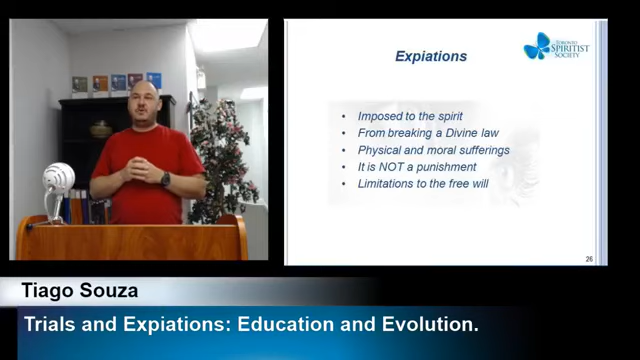 Expiations
TORONTO
SPIRITIST
SOCIETY
• Imposed to the spirit
• From breaking a Divine law
• Physical and moral sufferings
• It is NOT a punishment
• Limitations to the free will
26
Tiago Souza
Trials and Expiations: Education and Evolution.